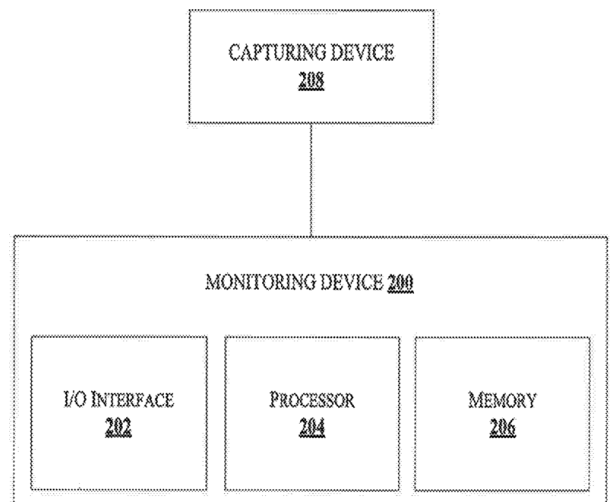 CAPTURING DEVICE
208
MONITORING DEVICE 200
I/O INTERFACE
202
PROCESSOR
204
MEMORY
206